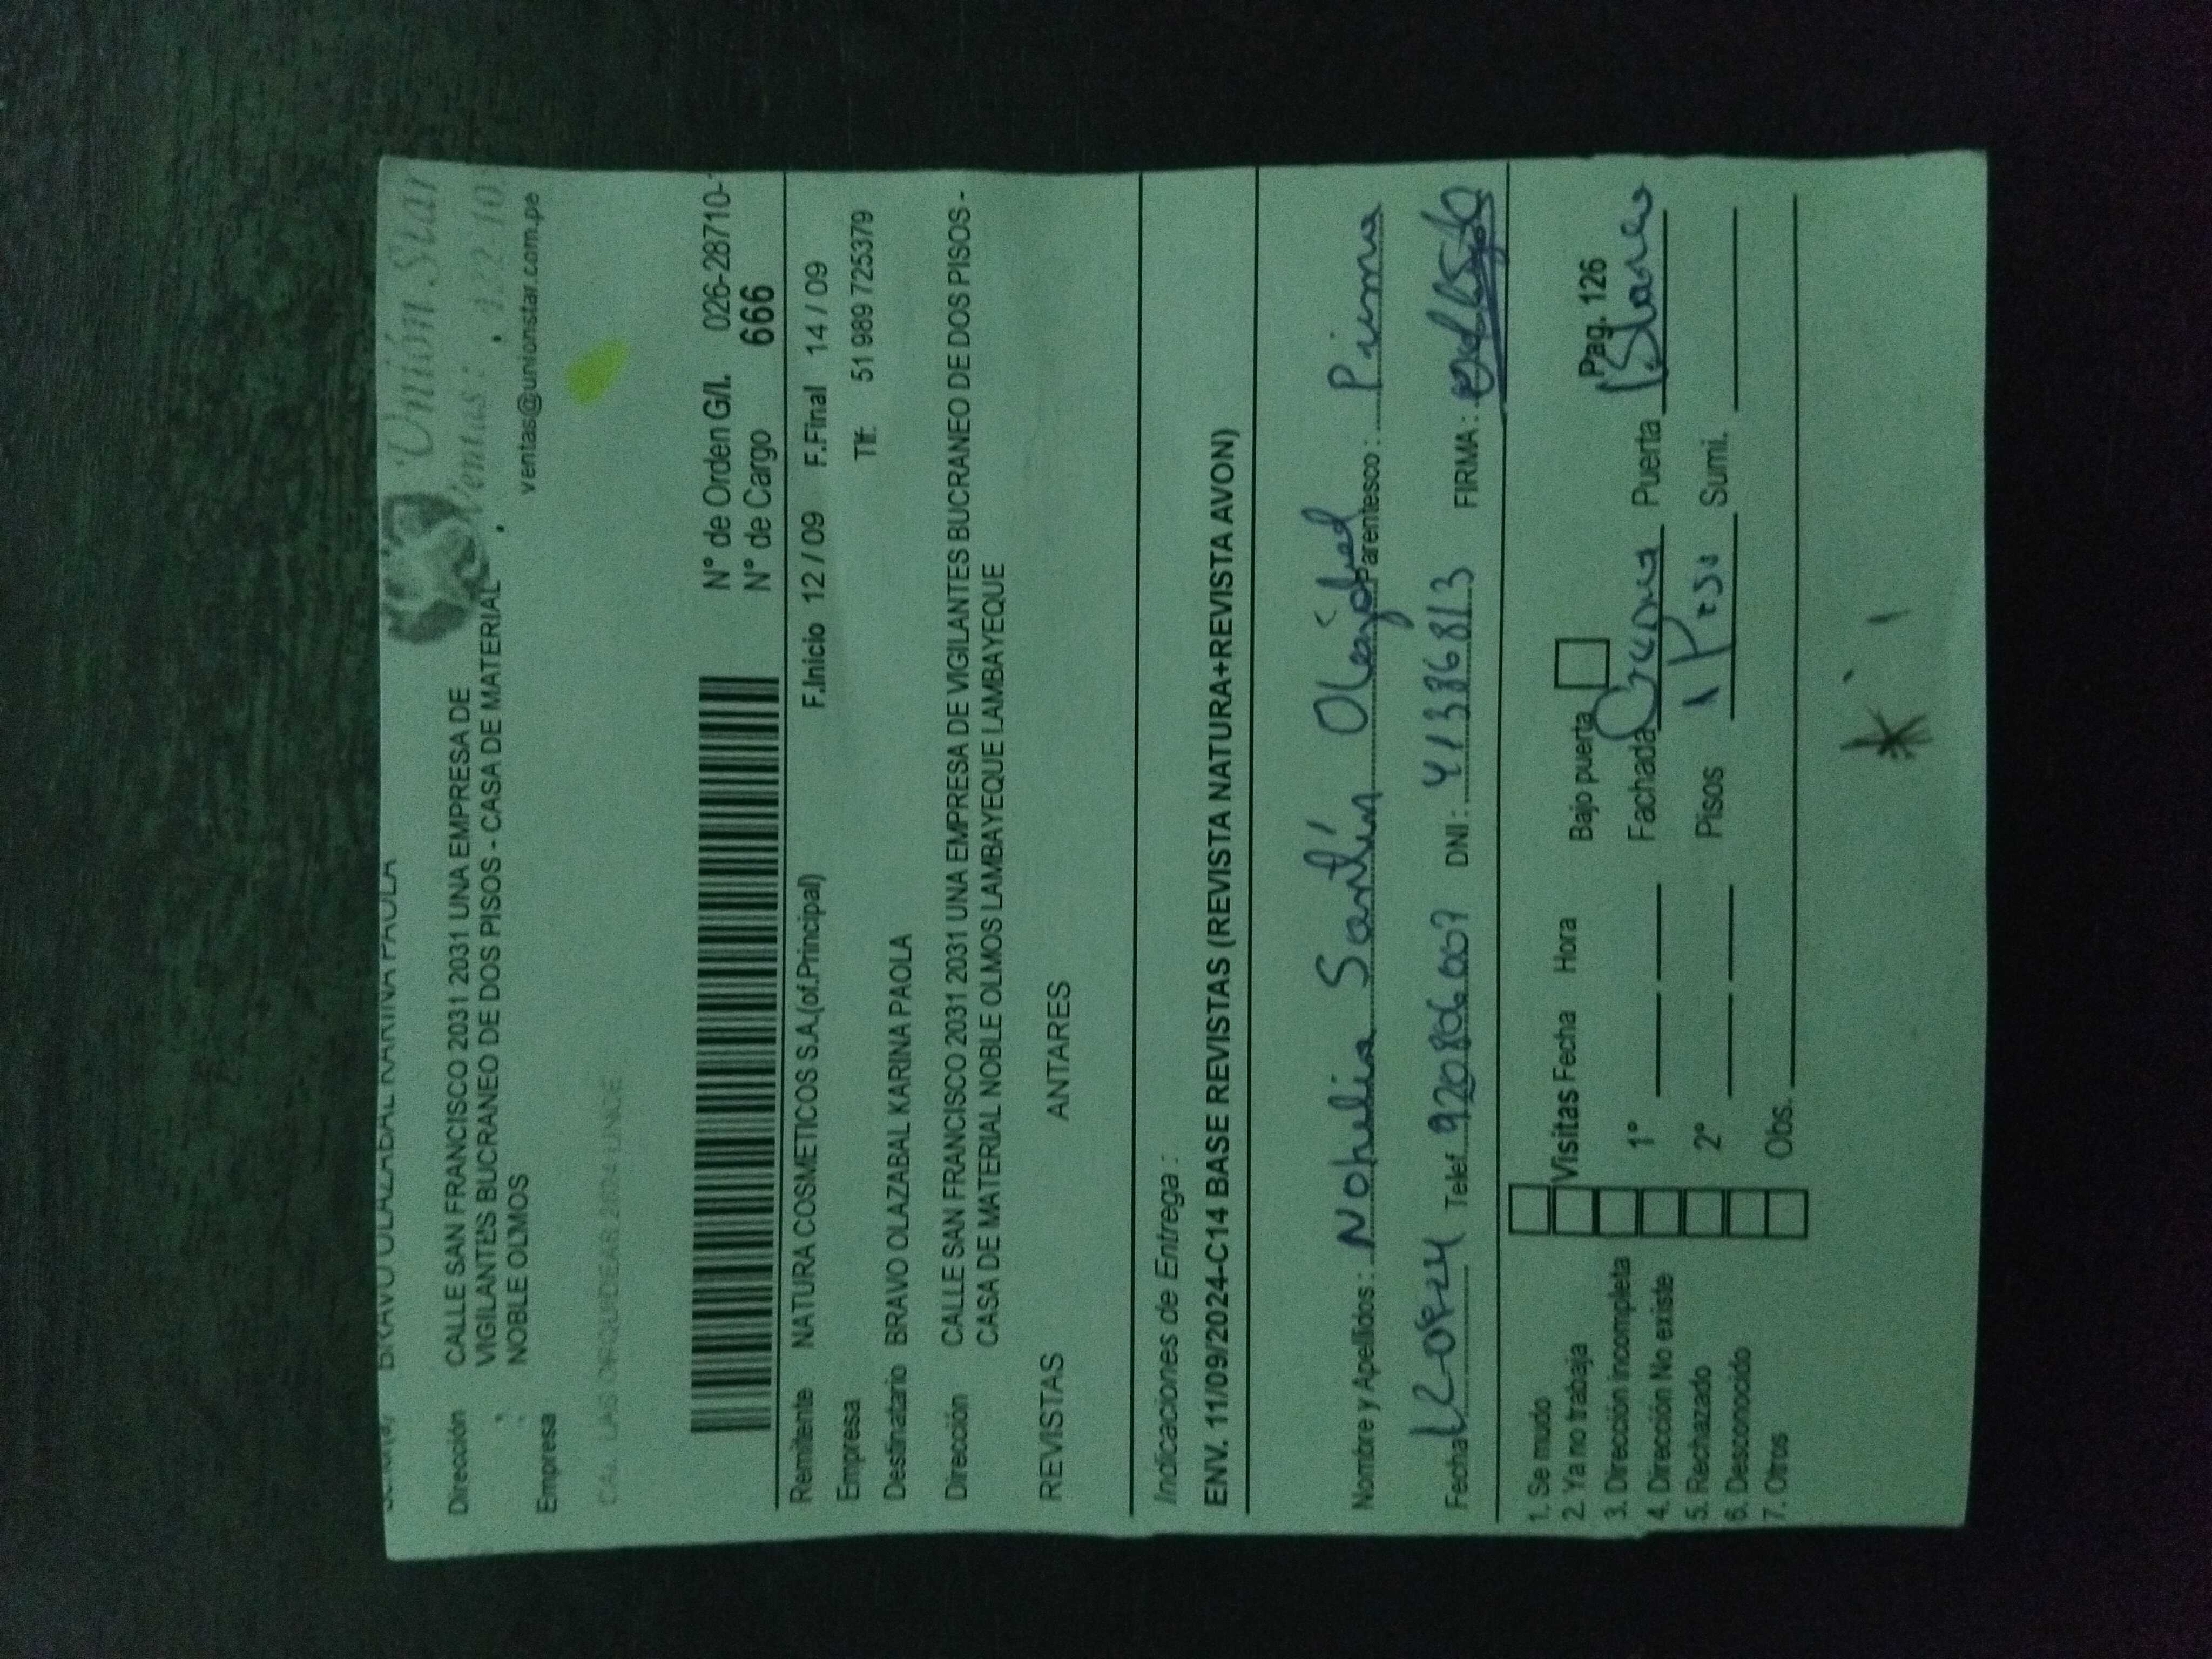 BRAVO OLAZABAL KARINA PAOLA
Unión Star
Dirección CALLE SAN FRANCISCO 2031 2031 UNA EMPRESA DE
VIGILANTES BUCRANEO DE DOS PISOS - CASA DE MATERIAL
NOBLE OLMOS
ventas@unionstar.com.pe
Empresa
CAL LAS ORQUIDEAS
N° de Orden G/I. 026-28710-
N° de Cargo 666
Remitente NATURA COSMETICOS S.A.(of.Principal) F.Inicio 12 / 09 F.Final 14 / 09
Empresa Tlf: 51 989 7253379
Destinatario BRAVO OLAZABAL KARINA PAOLA
Dirección CALLE SAN FRANCISCO 2031 2031 UNA EMPRESA DE VIGILANTES BUCRANEO DE DOS PISOS -
CASA DE MATERIAL NOBLE OLMOS LAMBAYEQUE LAMBAYEQUE
REVISTAS ANTARES
Indicaciones de Entrega :
ENV. 11/09/2024-C14 BASE REVISTAS (REVISTA NATURA+REVISTA AVON)
Nombre y Apellidos : Nohelia Parentesco : Prima
Fecha Telef. 920806007 DNI : 41386813 FIRMA :
1. Se mudo
2. Ya no trabaja Visitas Fecha Hora Bajo puerta Pag. 126
3. Dirección incompleta 1° Fachada Crema Puerta Blanco
4. Dirección No existe
5. Rechazado 2° Pisos 1 Piso Sumi.
6. Desconocido
7. Otros Obs.